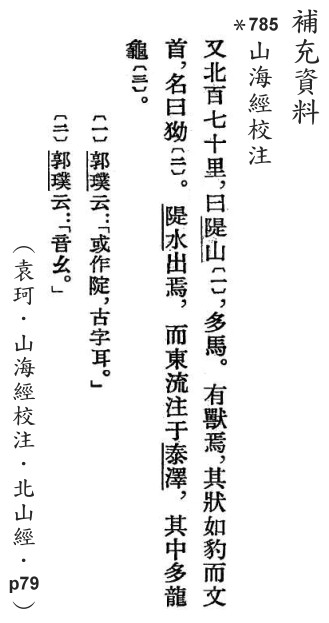 補充資料
*785
山海經校注
又北百七十里，曰隄山〔一〕，多馬。有獸焉，其狀如豹而文
首，名曰狕〔二〕。隄水出焉，而東流注于泰澤，其中多龍
龜〔三〕。
〔一〕郭璞云：「或作院，古字耳。」
〔二〕郭璞云：「音幺。」
（袁珂·山海經校注·北山經·p79）